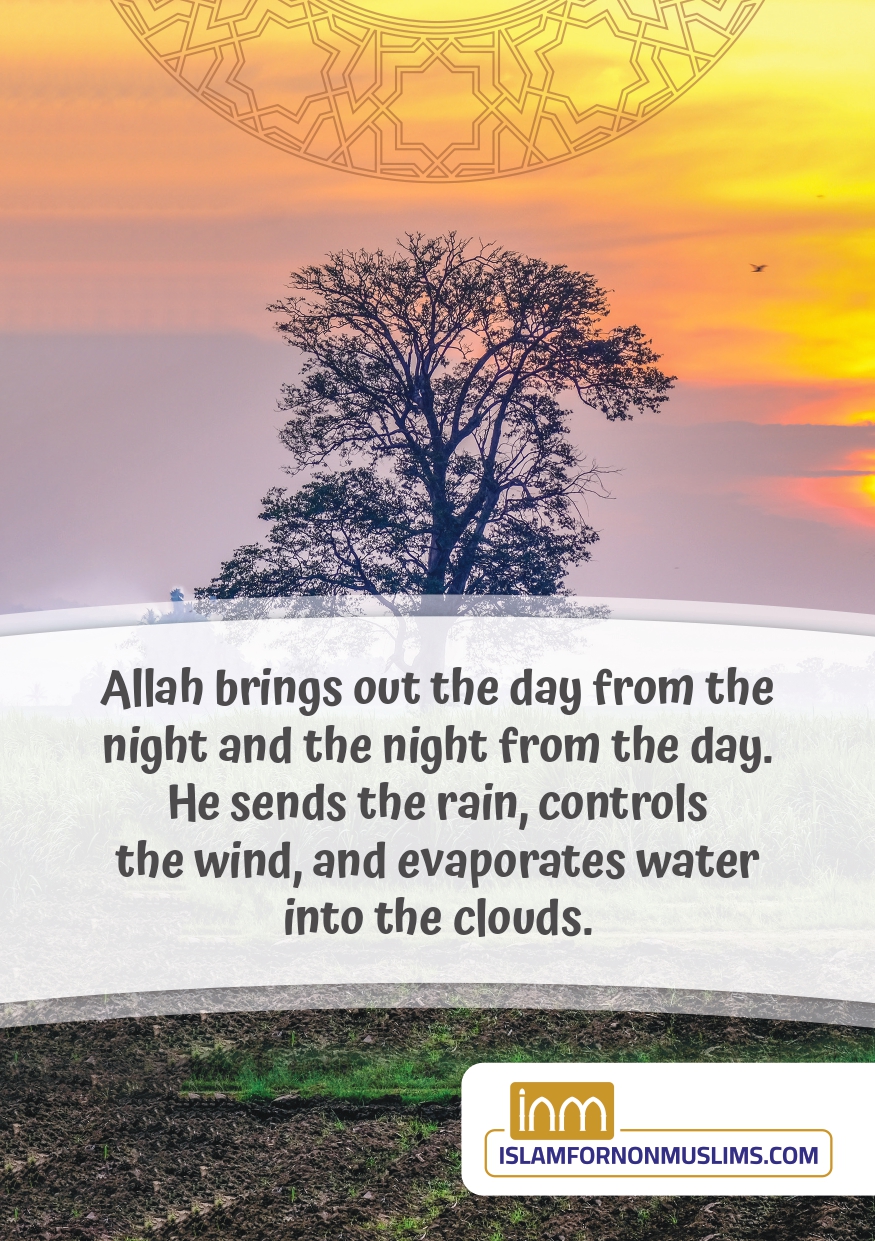 Allah brings out the day from the
night and the night from the day.
He sends the rain, controls
the wind, and evaporates water
into the clouds.
inm
ISLAMFORNONMUSLIMS.COM